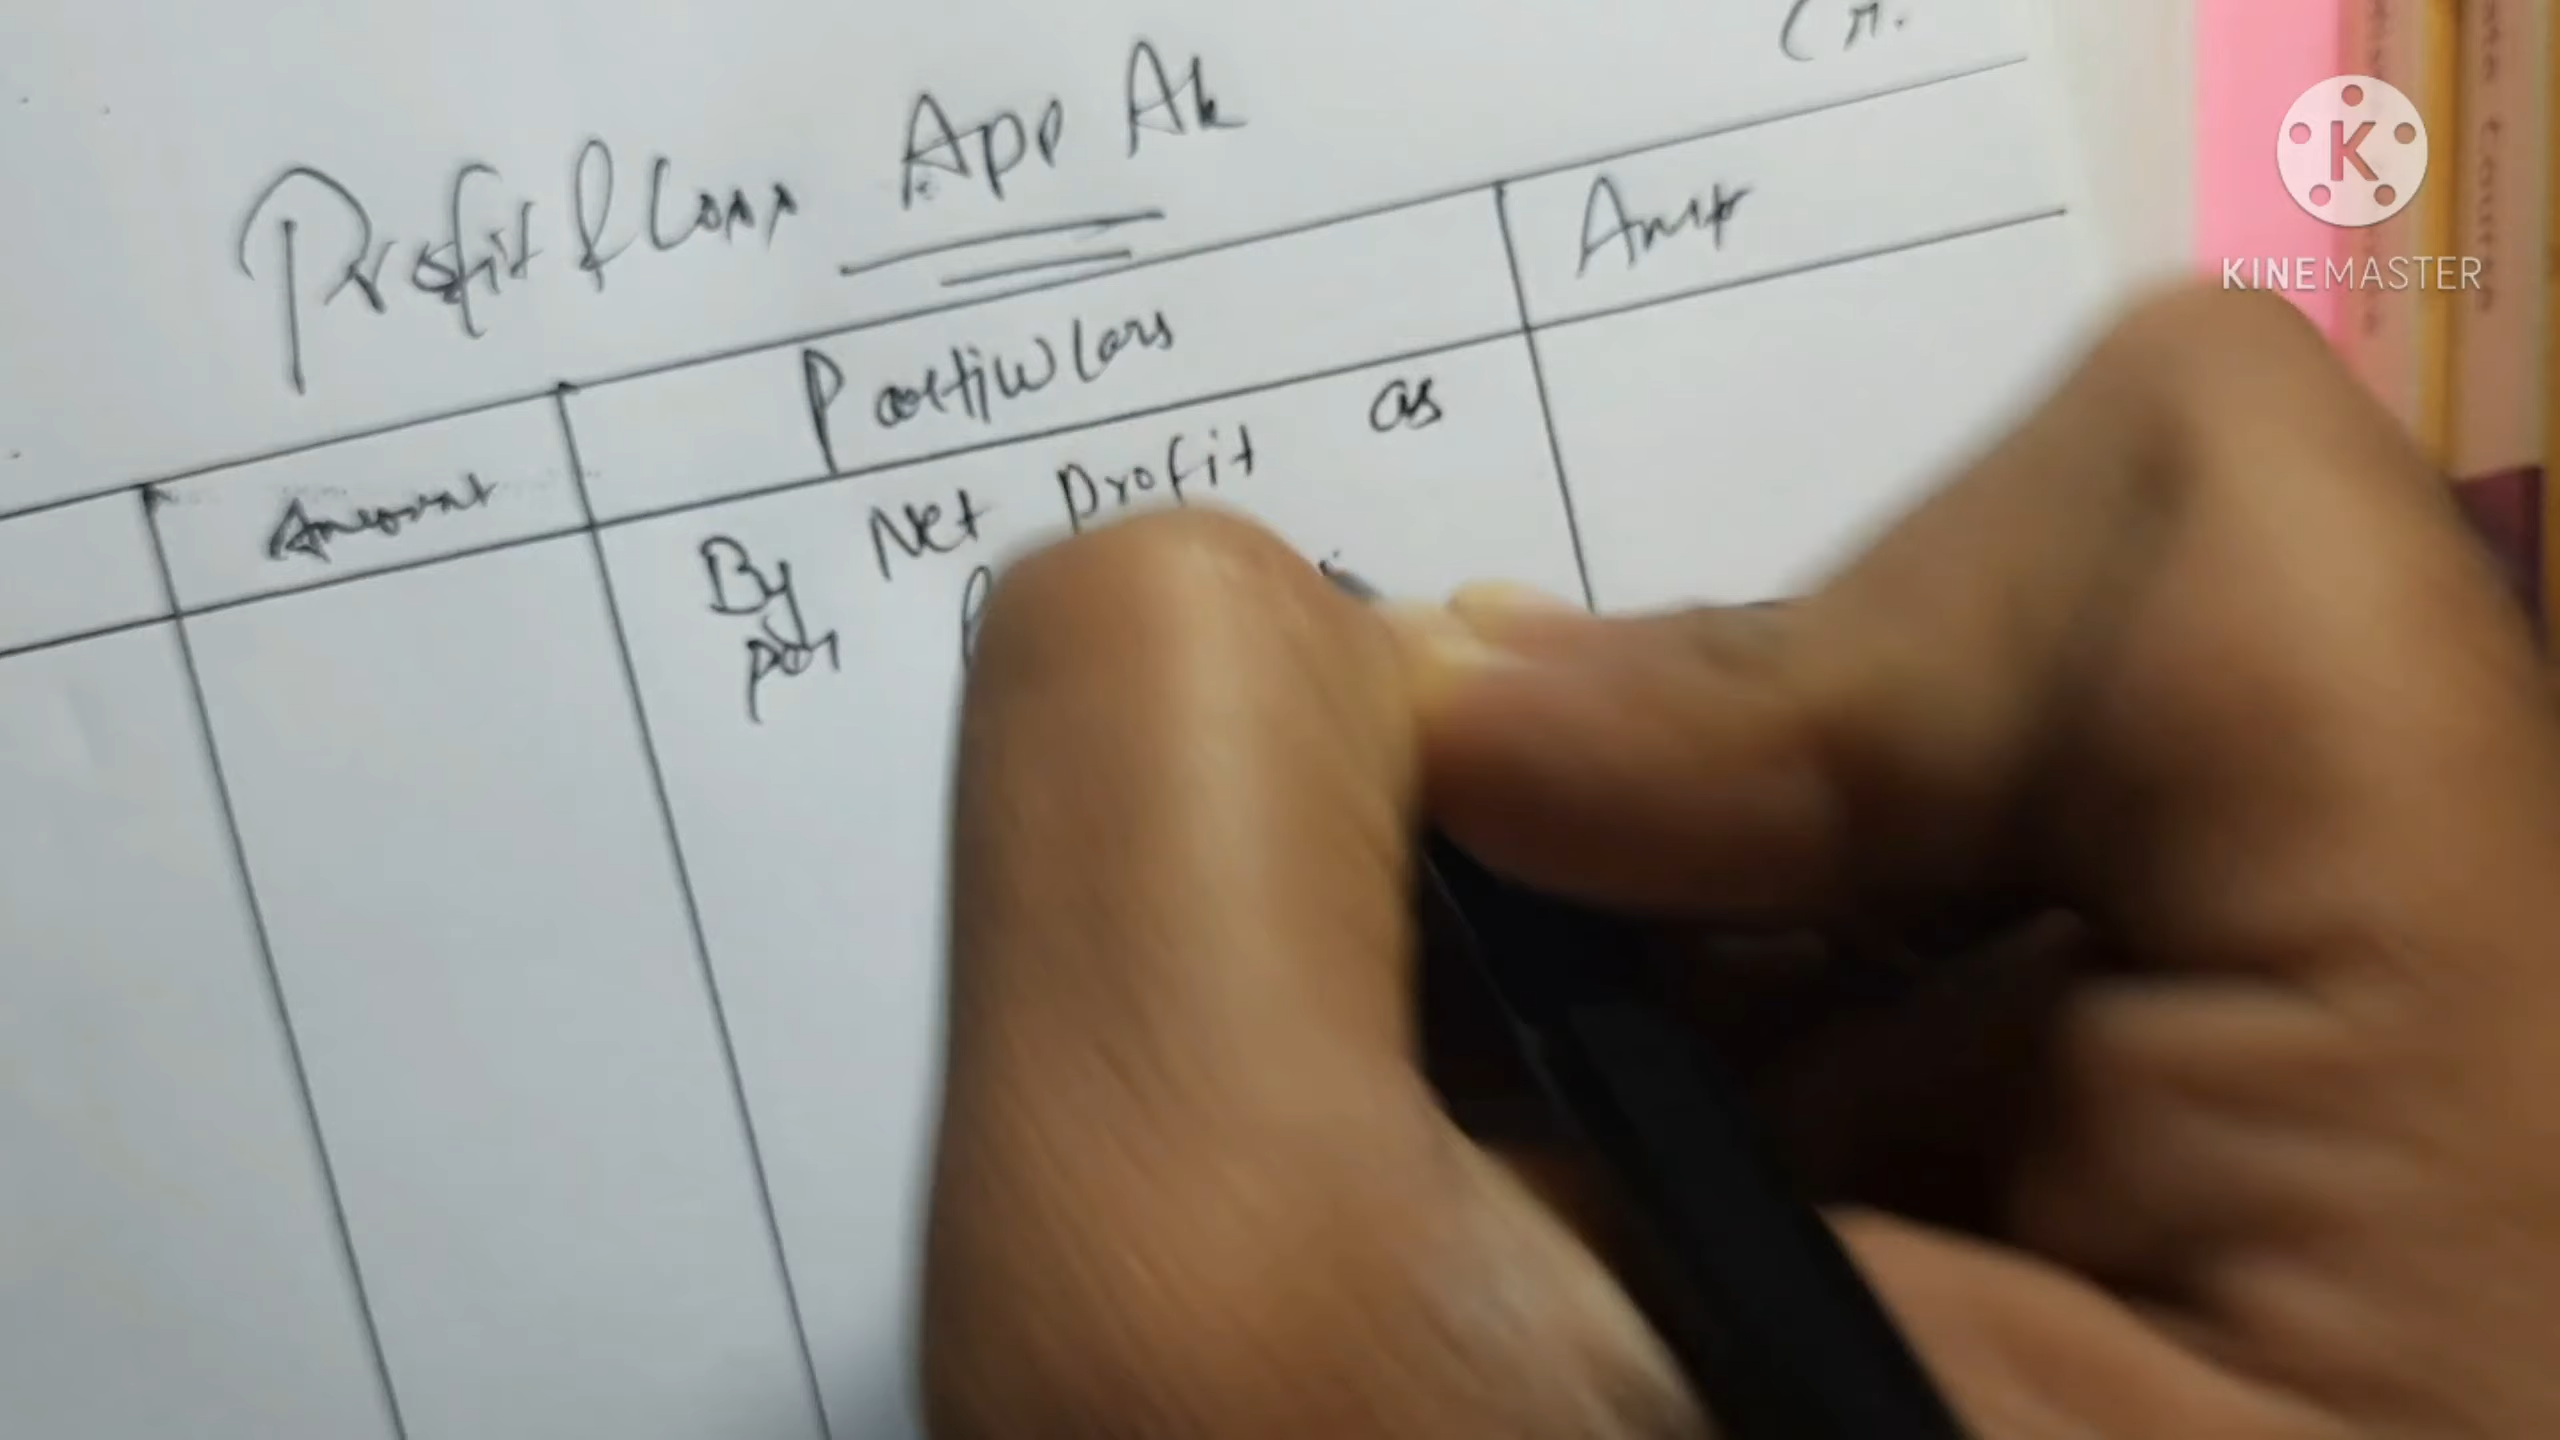 Cr.
Profit & Loss App A/c
Amount
Particulars
Amt
By Net Profit as
per P
K
KINEMASTER